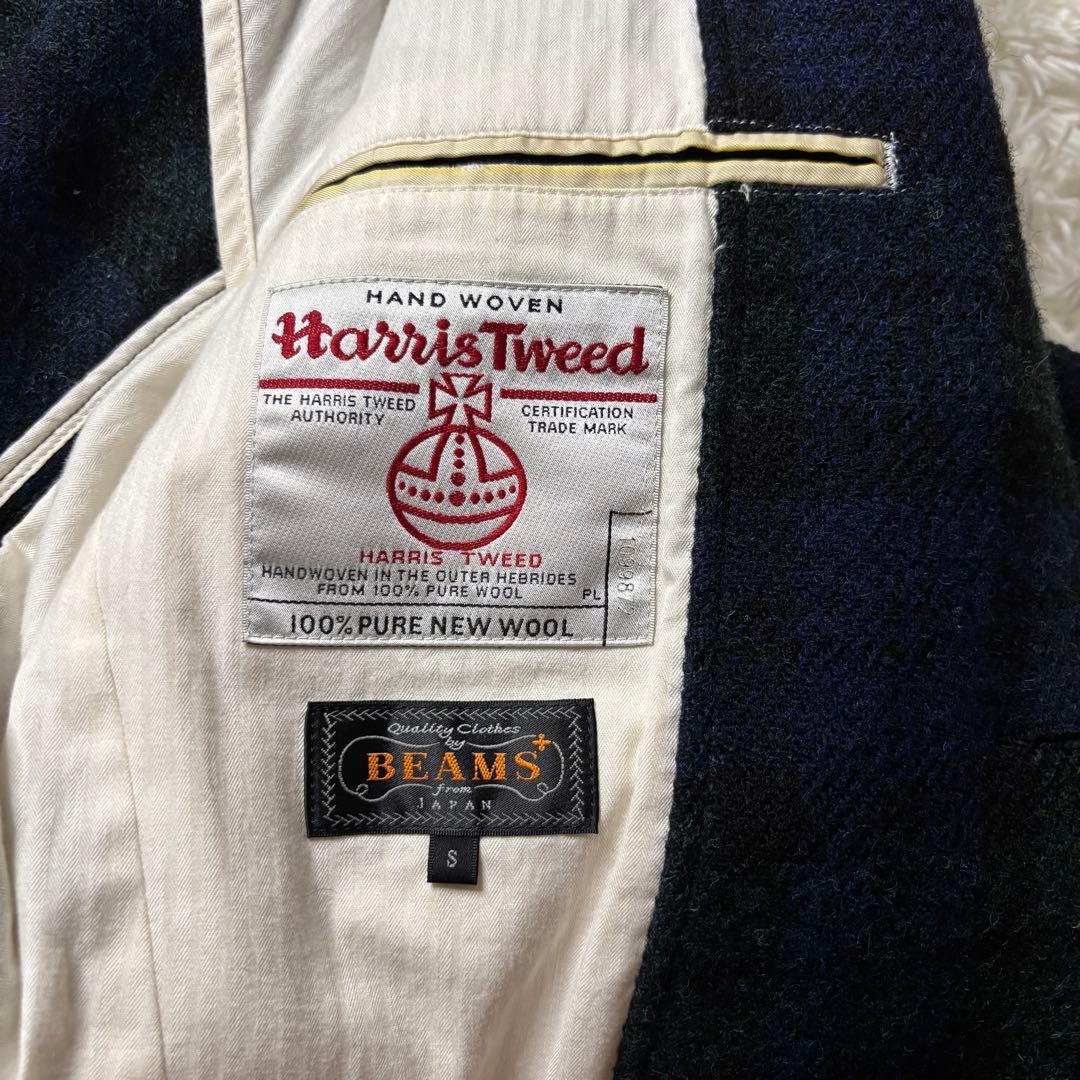 HAND WOVEN
Harris Tweed
THE HARRIS TWEED
AUTHORITY
CERTIFICATION
TRADE MARK
HARRIS TWEED
HANDWOVEN IN THE OUTER HEBRIDES
FROM 100% PURE WOOL
PL
100% PURE NEW WOOL
Quality Clothes
by
BEAMS+
from
JAPAN
S